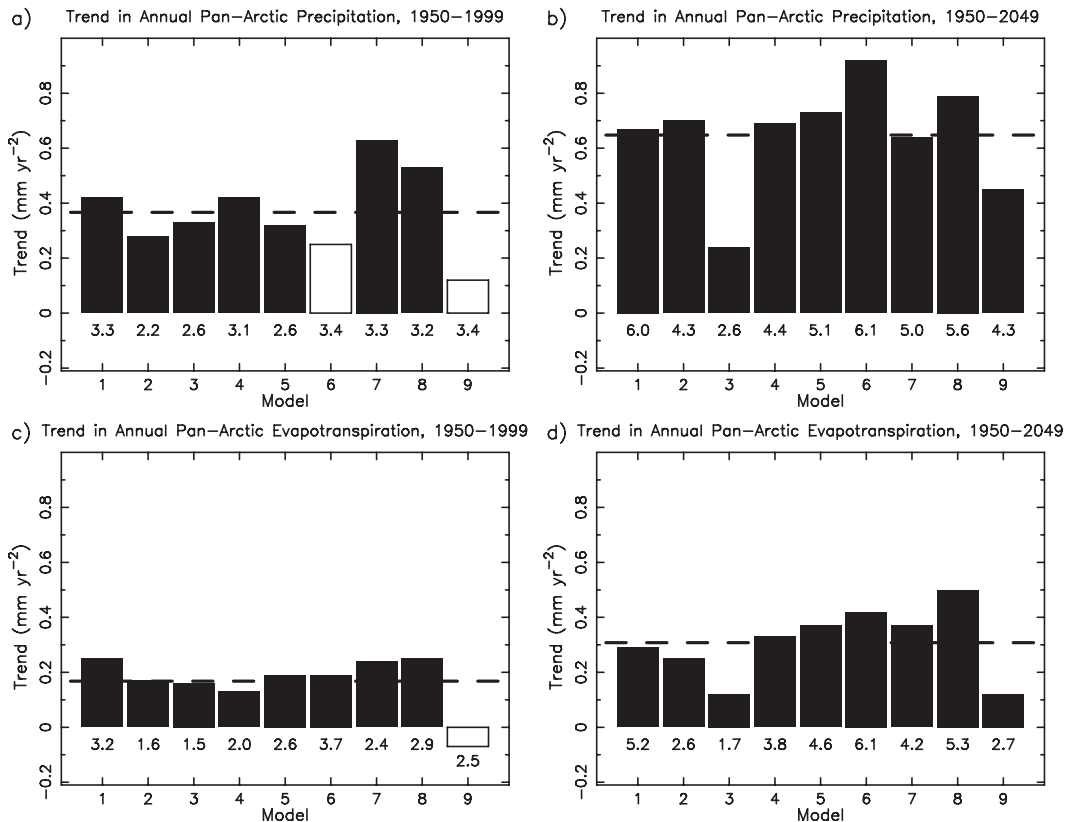 a) Trend in Annual Pan-Arctic Precipitation, 1950-1999
Trend (mm yr⁻²)
0.8
0.6
0.4
0.2
0
-0.2
3.3 2.2 2.6 3.1 2.6 3.4 3.3 3.2 3.4
1 2 3 4 5 6 7 8 9
Model
b) Trend in Annual Pan-Arctic Precipitation, 1950-2049
Trend (mm yr⁻²)
0.8
0.6
0.4
0.2
0
-0.2
6.0 4.3 2.6 4.4 5.1 6.1 5.0 5.6 4.3
1 2 3 4 5 6 7 8 9
Model
c) Trend in Annual Pan-Arctic Evapotranspiration, 1950-1999
Trend (mm yr⁻²)
0.8
0.6
0.4
0.2
0
-0.2
3.2 1.6 1.5 2.0 2.6 3.7 2.4 2.9 2.5
1 2 3 4 5 6 7 8 9
Model
d) Trend in Annual Pan-Arctic Evapotranspiration, 1950-2049
Trend (mm yr⁻²)
0.8
0.6
0.4
0.2
0
-0.2
5.2 2.6 1.7 3.8 4.6 6.1 4.2 5.3 2.7
1 2 3 4 5 6 7 8 9
Model